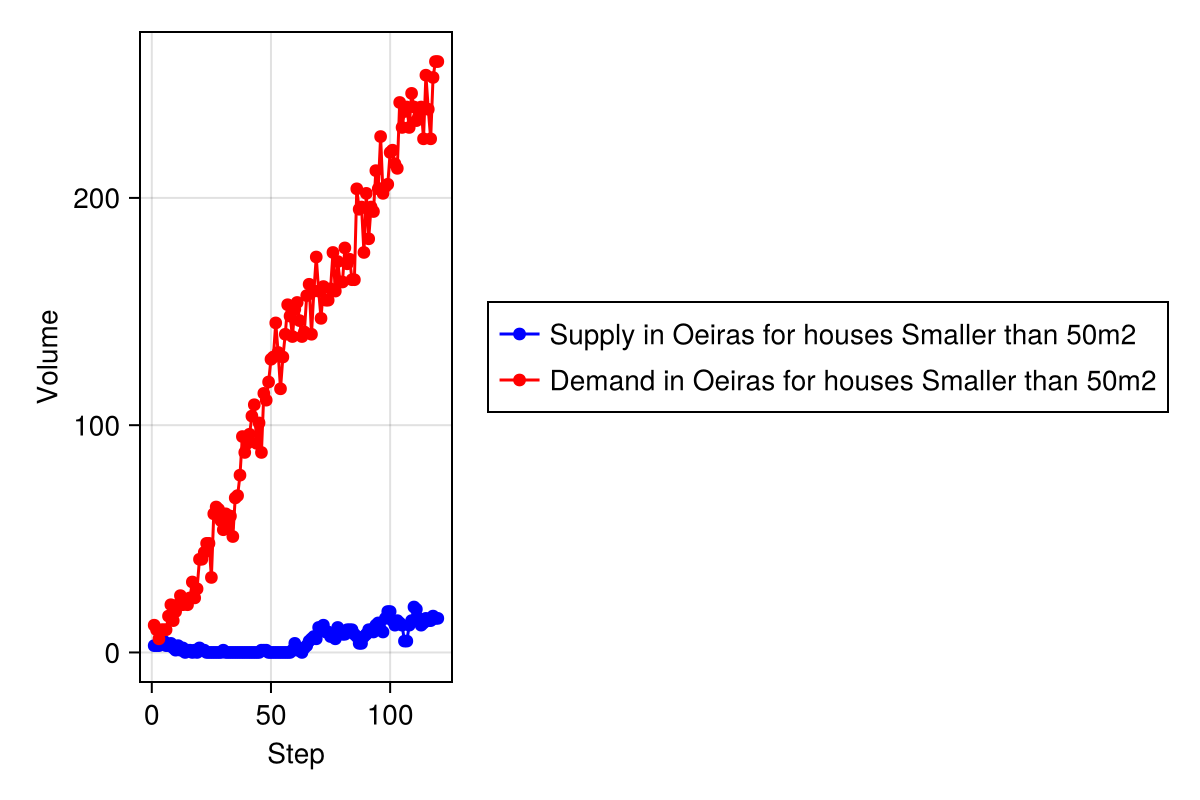 Volume
200
100
0
0 50 100
Step
Supply in Oeiras for houses Smaller than 50m2
Demand in Oeiras for houses Smaller than 50m2